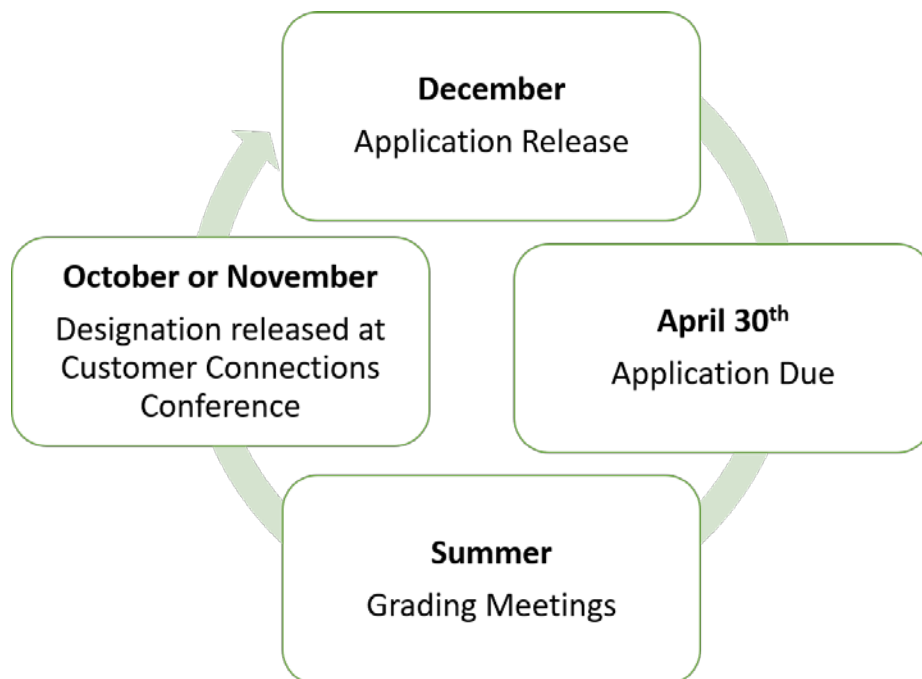 December
Application Release
April 30th
Application Due
Summer
Grading Meetings
October or November
Designation released at
Customer Connections
Conference